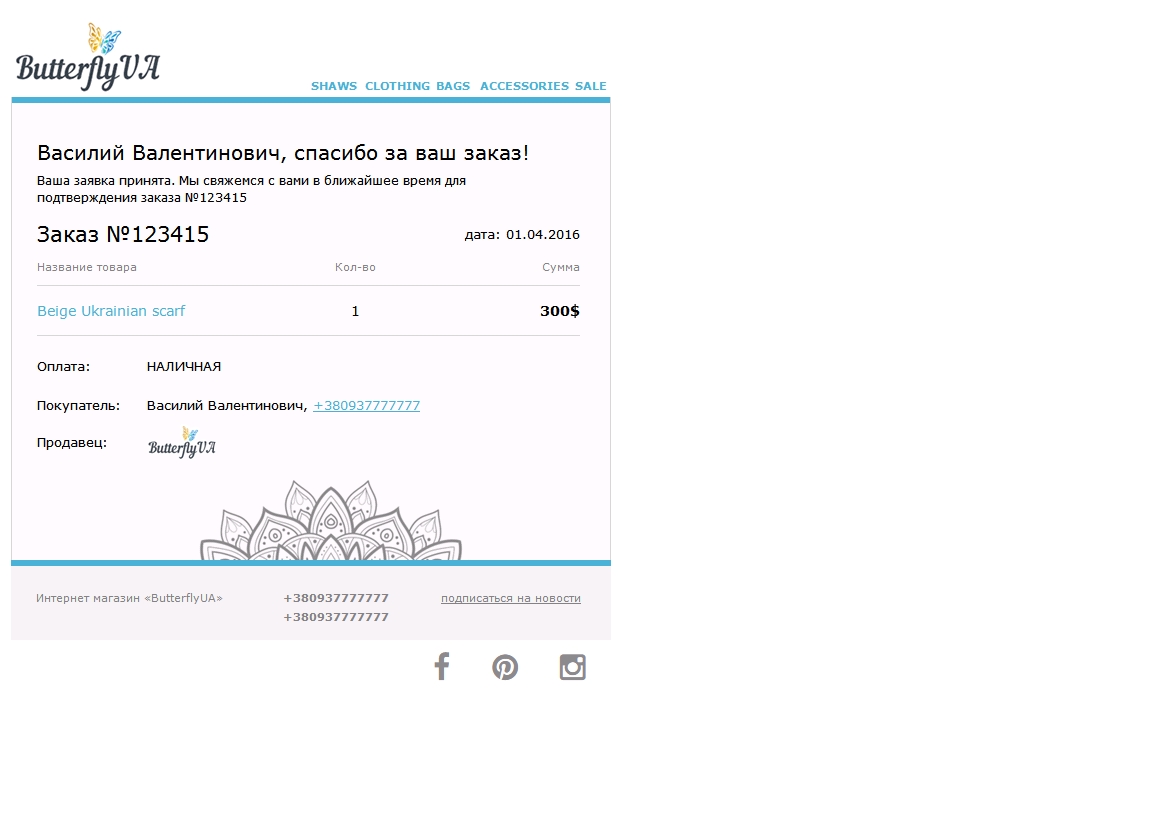 ButterflyUA
SHAWS CLOTHING BAGS ACCESSORIES SALE
Василий Валентинович, спасибо за ваш заказ!
Ваша заявка принята. Мы свяжемся с вами в ближайшее время для
подтверждения заказа №123415
Заказ №123415 дата: 01.04.2016
Название товара Кол-во Сумма
Beige Ukrainian scarf 1 300$
Оплата: НАЛИЧНАЯ
Покупатель: Василий Валентинович, +380937777777
Продавец: ButterflyUA
Интернет магазин «ButterflyUA» +380937777777 подписаться на новости
+380937777777